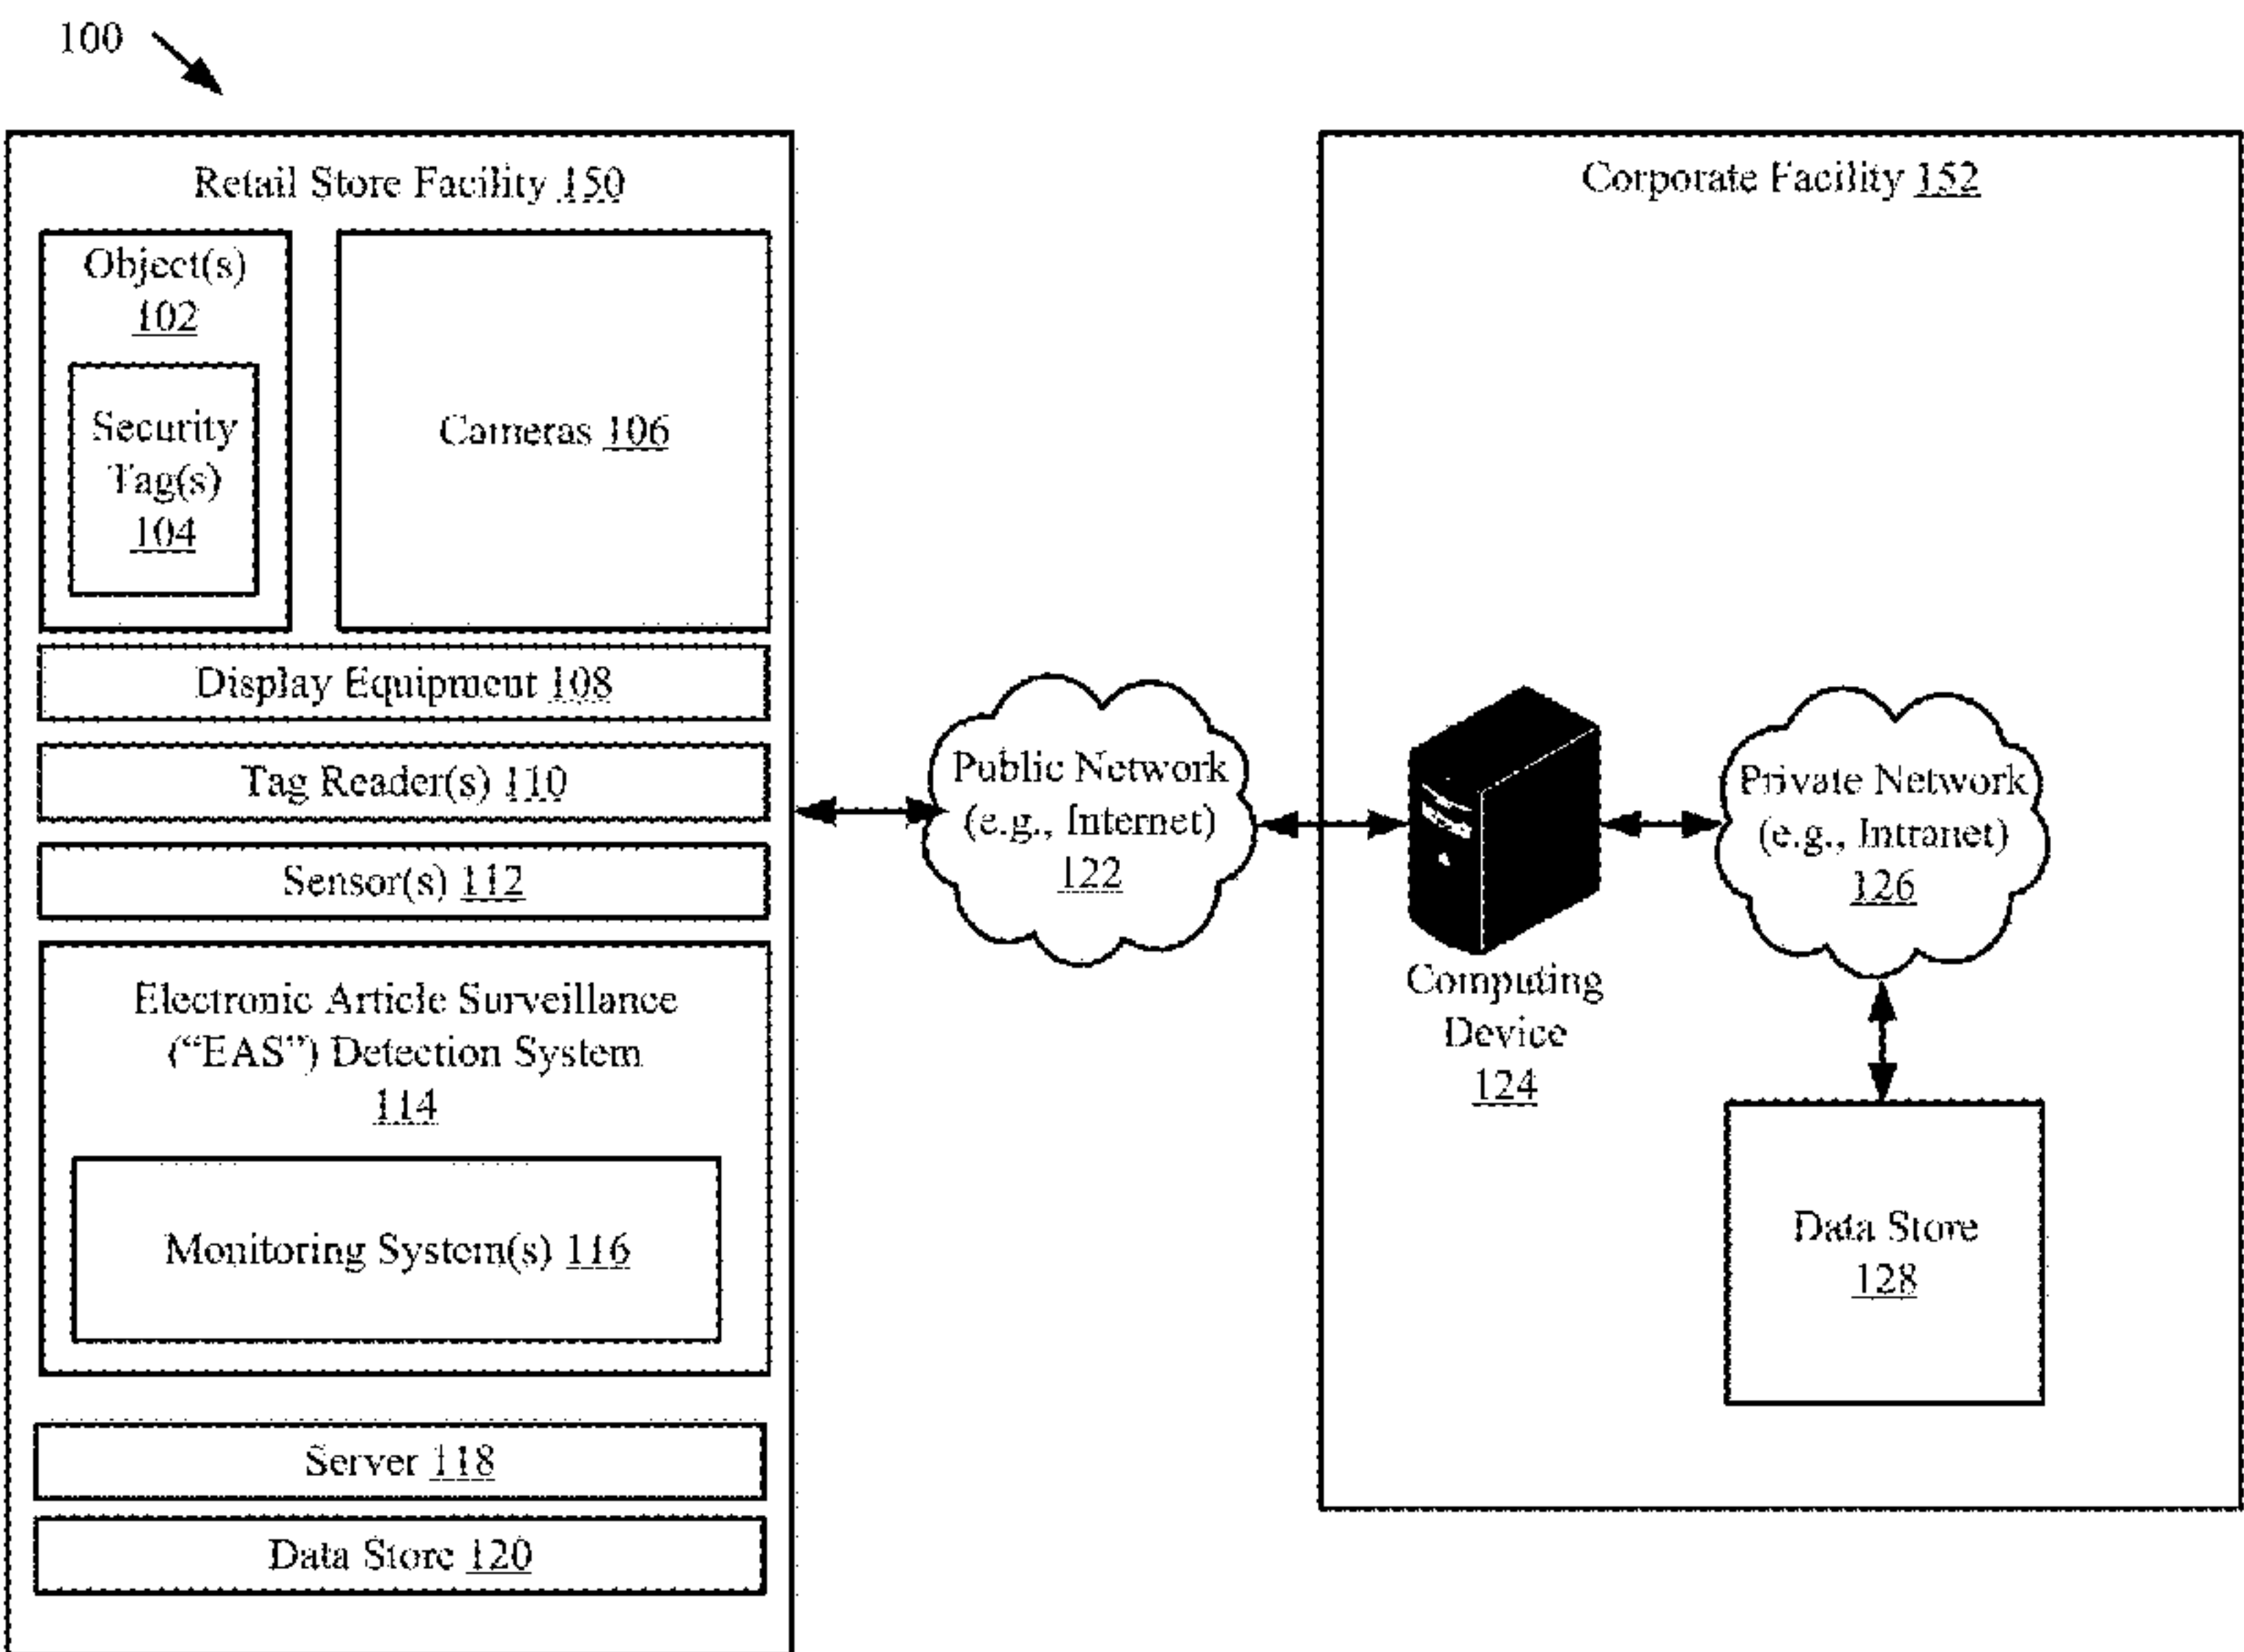 100
Retail Store Facility 150
Object(s)
102
Security
Tag(s)
104
Cameras 106
Display Equipment 108
Tag Reader(s) 110
Sensor(s) 112
Electronic Article Surveillance
(“EAS”) Detection System
114
Monitoring System(s) 116
Server 118
Data Store 120
Public Network
(e.g., Internet)
122
Corporate Facility 152
Computing
Device
124
Private Network
(e.g., Intranet)
126
Data Store
128